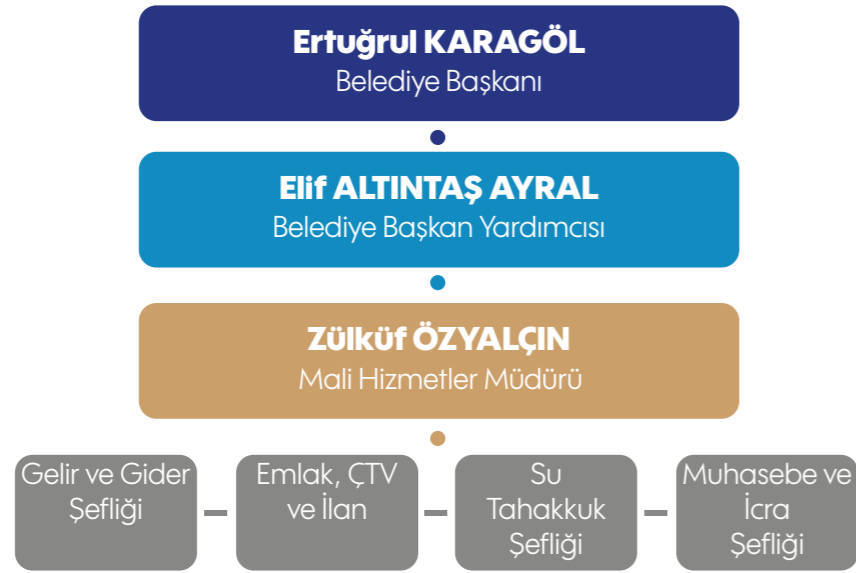 Ertuğrul KARAGÖL
Belediye Başkanı
Elif ALTINTAŞ AYRAL
Belediye Başkan Yardımcısı
Zülküf ÖZYALÇIN
Mali Hizmetler Müdürü
Gelir ve Gider
Şefliği
Emlak, ÇTV
ve İlan
Su
Tahakkuk
Şefliği
Muhasebe ve
İcra
Şefliği